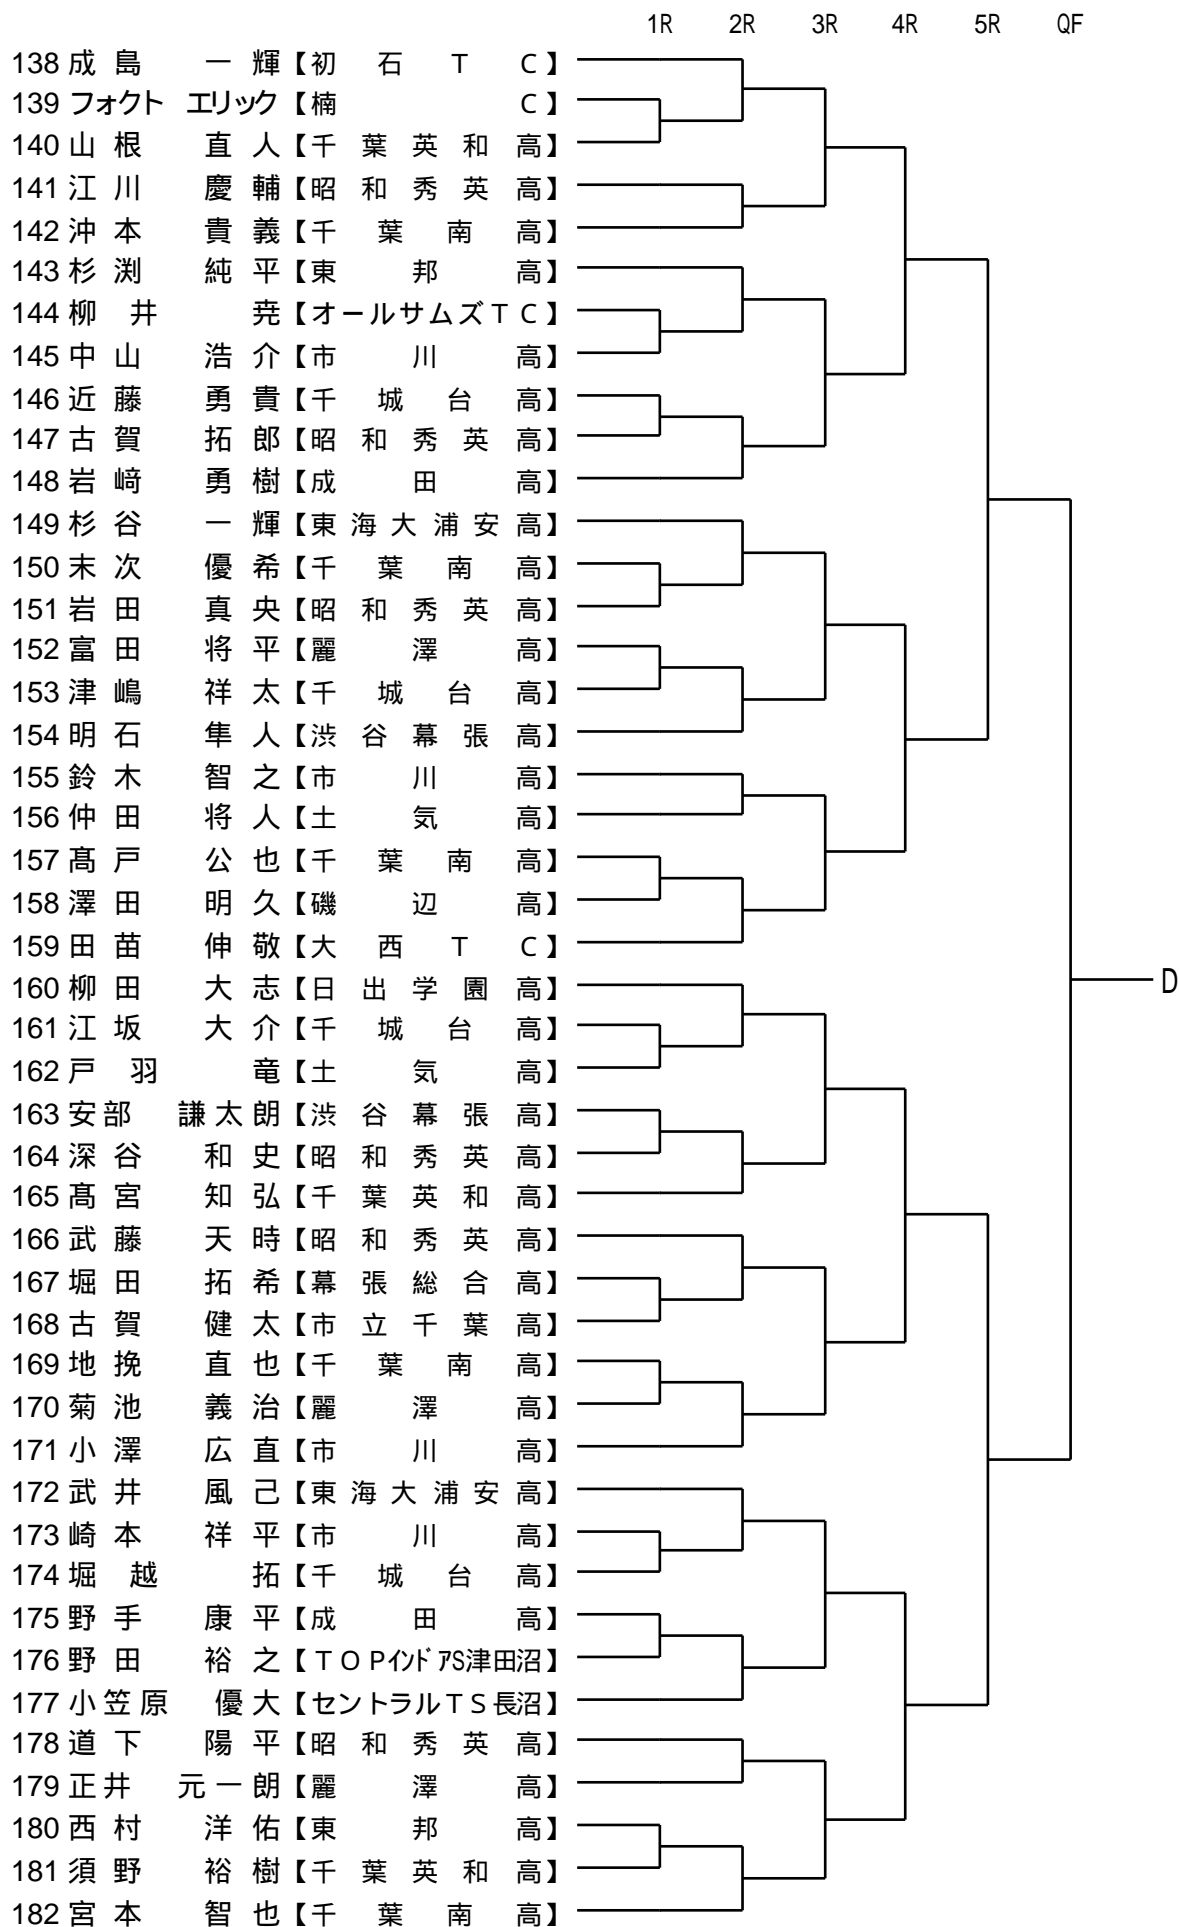 1R 2R 3R 4R 5R QF
138 成島 一輝【初石TC】
139 フォクト エリック【楠C】
140 山根 直人【千葉英和高】
141 江川 慶輔【昭和秀英高】
142 沖本 貴義【千葉南高】
143 杉渕 純平【東邦高】
144 柳井 尭【オールサムズTC】
145 中山 浩介【市川高】
146 近藤 勇貴【千城台高】
147 古賀 拓郎【昭和秀英高】
148 岩﨑 勇樹【成田高】
149 杉谷 一輝【東海大浦安高】
150 末次 優希【千葉南高】
151 岩田 真央【昭和秀英高】
152 富田 将平【麗澤高】
153 津嶋 祥太【千城台高】
154 明石 隼人【渋谷幕張高】
155 鈴木 智之【市川高】
156 仲田 将人【土気高】
157 髙戸 公也【千葉南高】
158 澤田 明久【磯辺高】
159 田苗 伸敬【大西TC】
D
160 柳田 大志【日出学園高】
161 江坂 大介【千城台高】
162 戸羽 竜【土気高】
163 安部 謙太朗【渋谷幕張高】
164 深谷 和史【昭和秀英高】
165 髙宮 知弘【千葉英和高】
166 武藤 天時【昭和秀英高】
167 堀田 拓希【幕張総合高】
168 古賀 健太【市立千葉高】
169 地挽 直也【千葉南高】
170 菊池 義治【麗澤高】
171 小澤 広直【市川高】
172 武井 風己【東海大浦安高】
173 崎本 祥平【市川高】
174 堀越 拓【千城台高】
175 野手 康平【成田高】
176 野田 裕之【TOPインドアS津田沼】
177 小笠原 優大【セントラルTS長沼】
178 道下 陽平【昭和秀英高】
179 正井 元一朗【麗澤高】
180 西村 洋佑【東邦高】
181 須野 裕樹【千葉英和高】
182 宮本 智也【千葉南高】